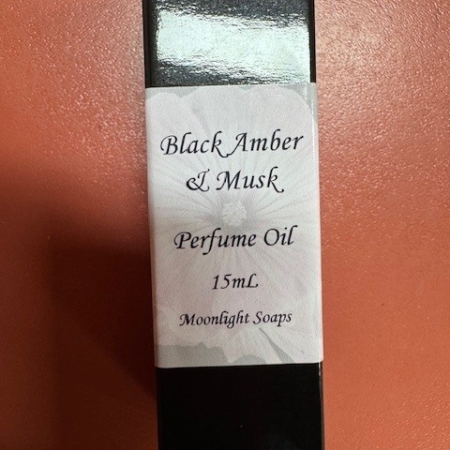 Black Amber
& Musk
Perfume Oil
15mL
Moonlight Soaps